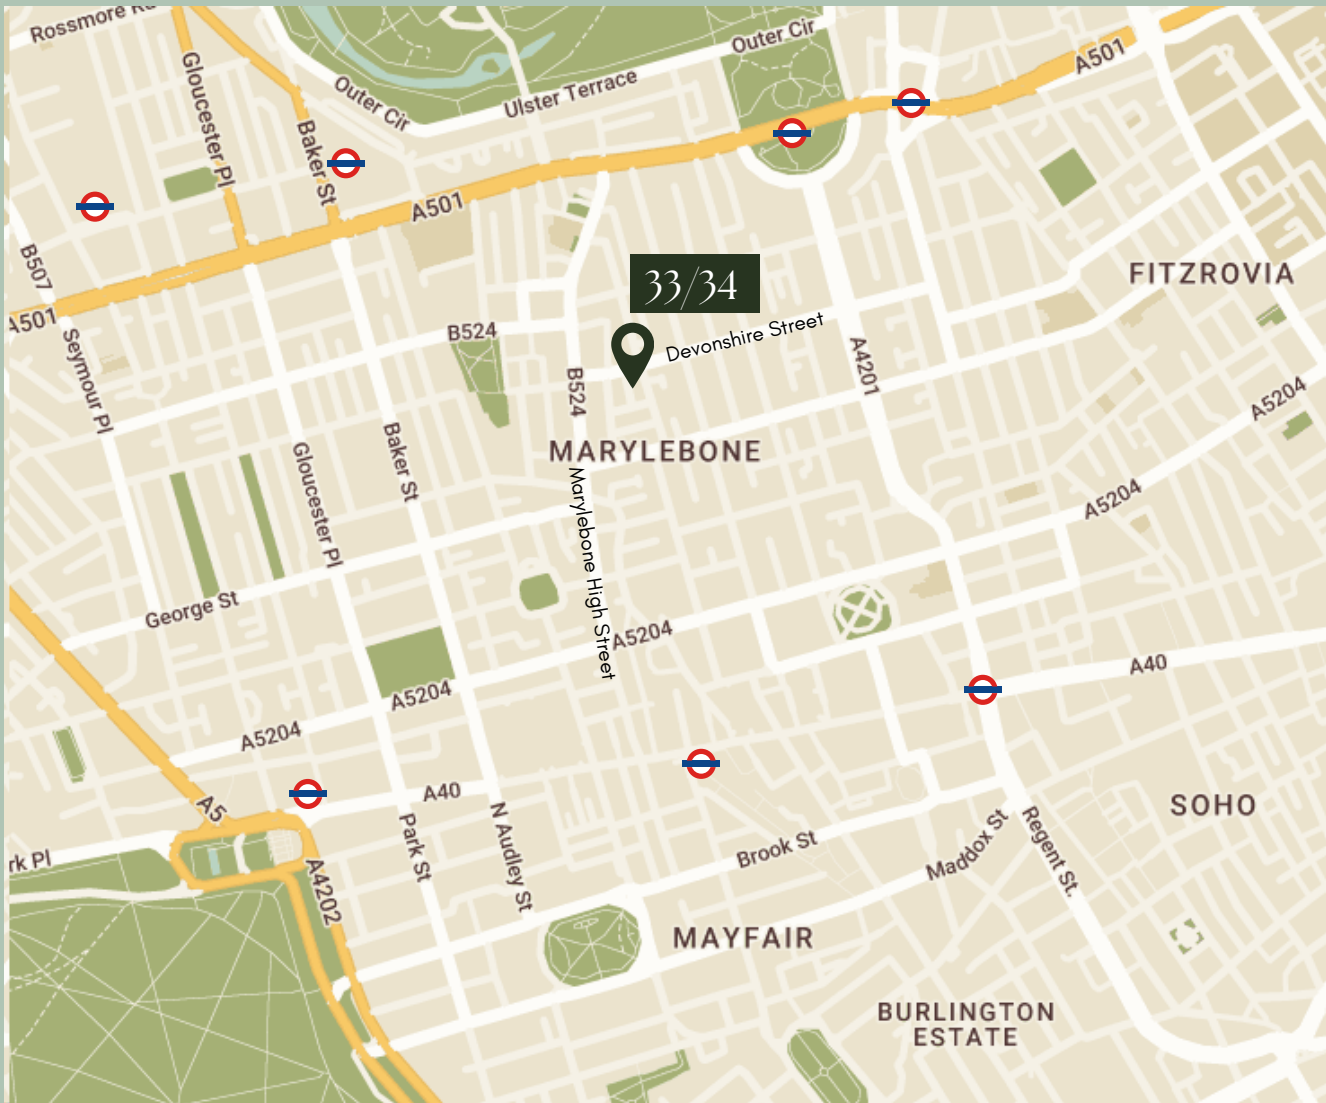 Rossmore
Outer Cir
Outer Cir
Ulster Terrace
A501
Gloucester Pl
Baker St
A501
B507
A501
FITZROVIA
33/34
Devonshire Street
B524
Seymour Pl
A4201
B524
A5204
MARYLEBONE
Baker St
Gloucester Pl
Marylebone High Street
A5204
George St
A5204
A5204
A5204
A40
A40
A5
SOHO
Park St
N Audley St
Brook St
Maddox St
Regent St.
rk Pl
A4202
MAYFAIR
BURLINGTON
ESTATE